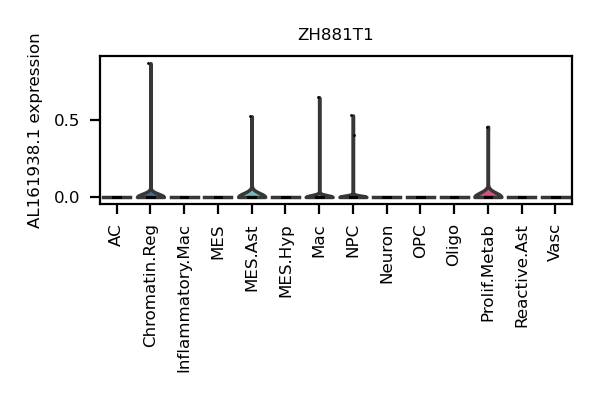 ZH881T1
AL161938.1 expression
0.5
0.0
AC
Chromatin.Reg
Inflammatory.Mac
MES
MES.Ast
MES.Hyp
Mac
NPC
Neuron
OPC
Oligo
Prolif.Metab
Reactive.Ast
Vasc